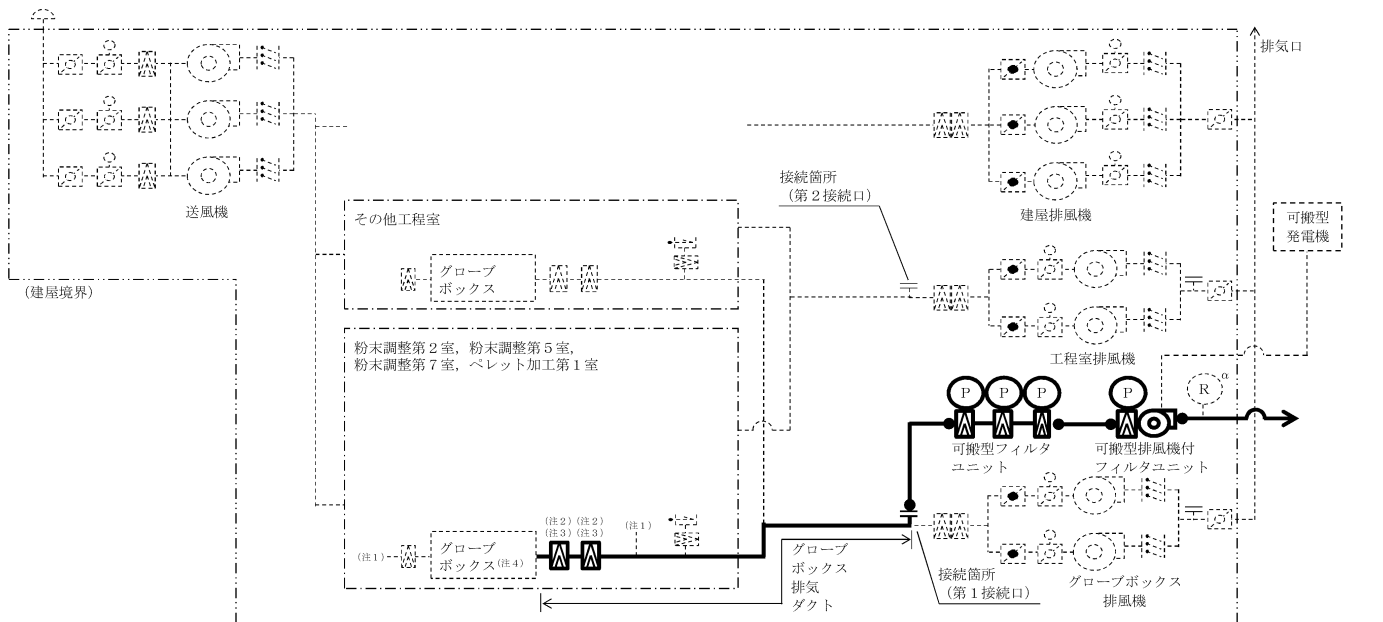 排気口
送風機
(建屋境界)
その他工程室
グローブ
ボックス
接続箇所
(第2接続口)
建屋排風機
可搬型
発電機
粉末調整第2室，粉末調整第5室，
粉末調整第7室，ペレット加工第1室
工程室排風機
P
P
P
P
R
α
可搬型フィルタ
ユニット
可搬型排風機付
フィルタユニット
(注2)(注2)
(注3)(注3)
(注1)
(注1)
グローブ
ボックス(注4)
グローブ
ボックス
排気
ダクト
接続箇所
(第1接続口)
グローブボックス
排風機